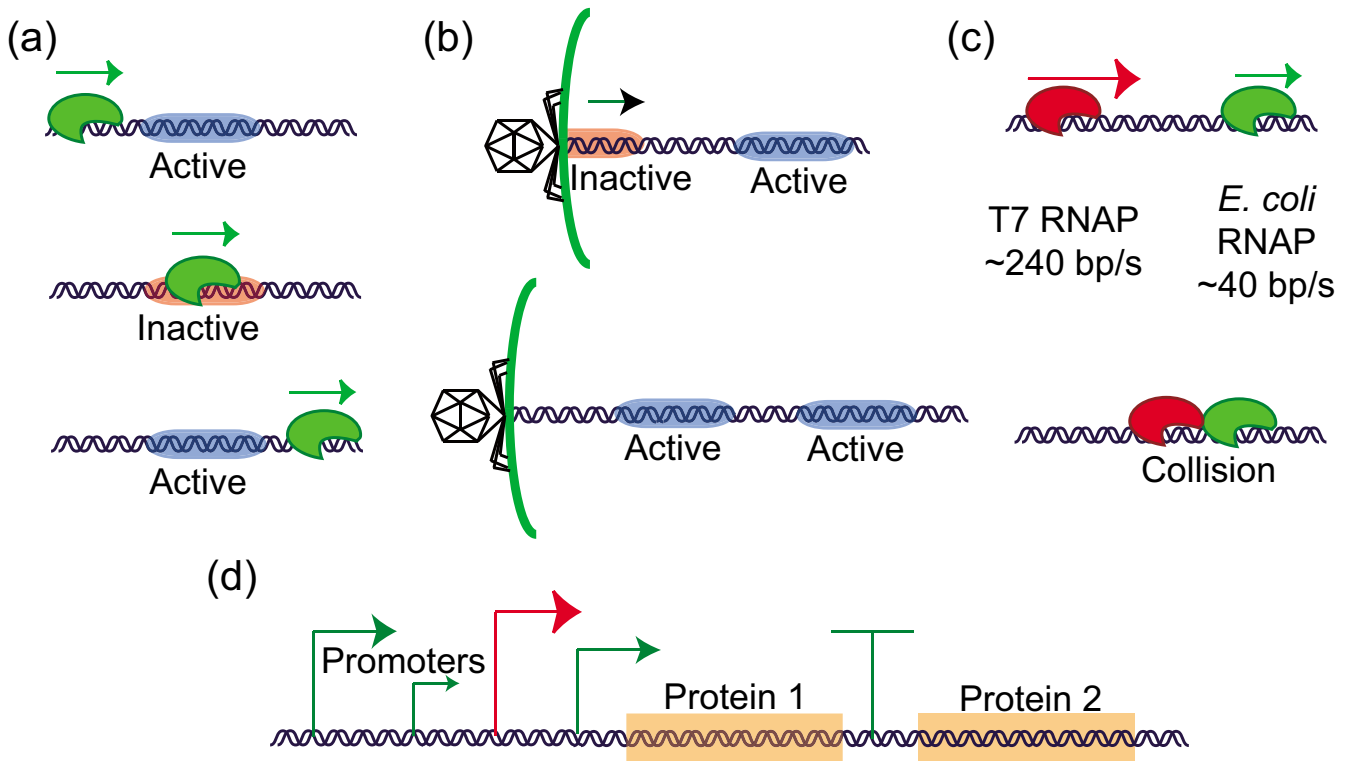 (a)
Active
Inactive
Active
(b)
Inactive
Active
Active
Active
(c)
T7 RNAP
~240 bp/s
E. coli
RNAP
~40 bp/s
Collision
(d)
Promoters
Protein 1
Protein 2